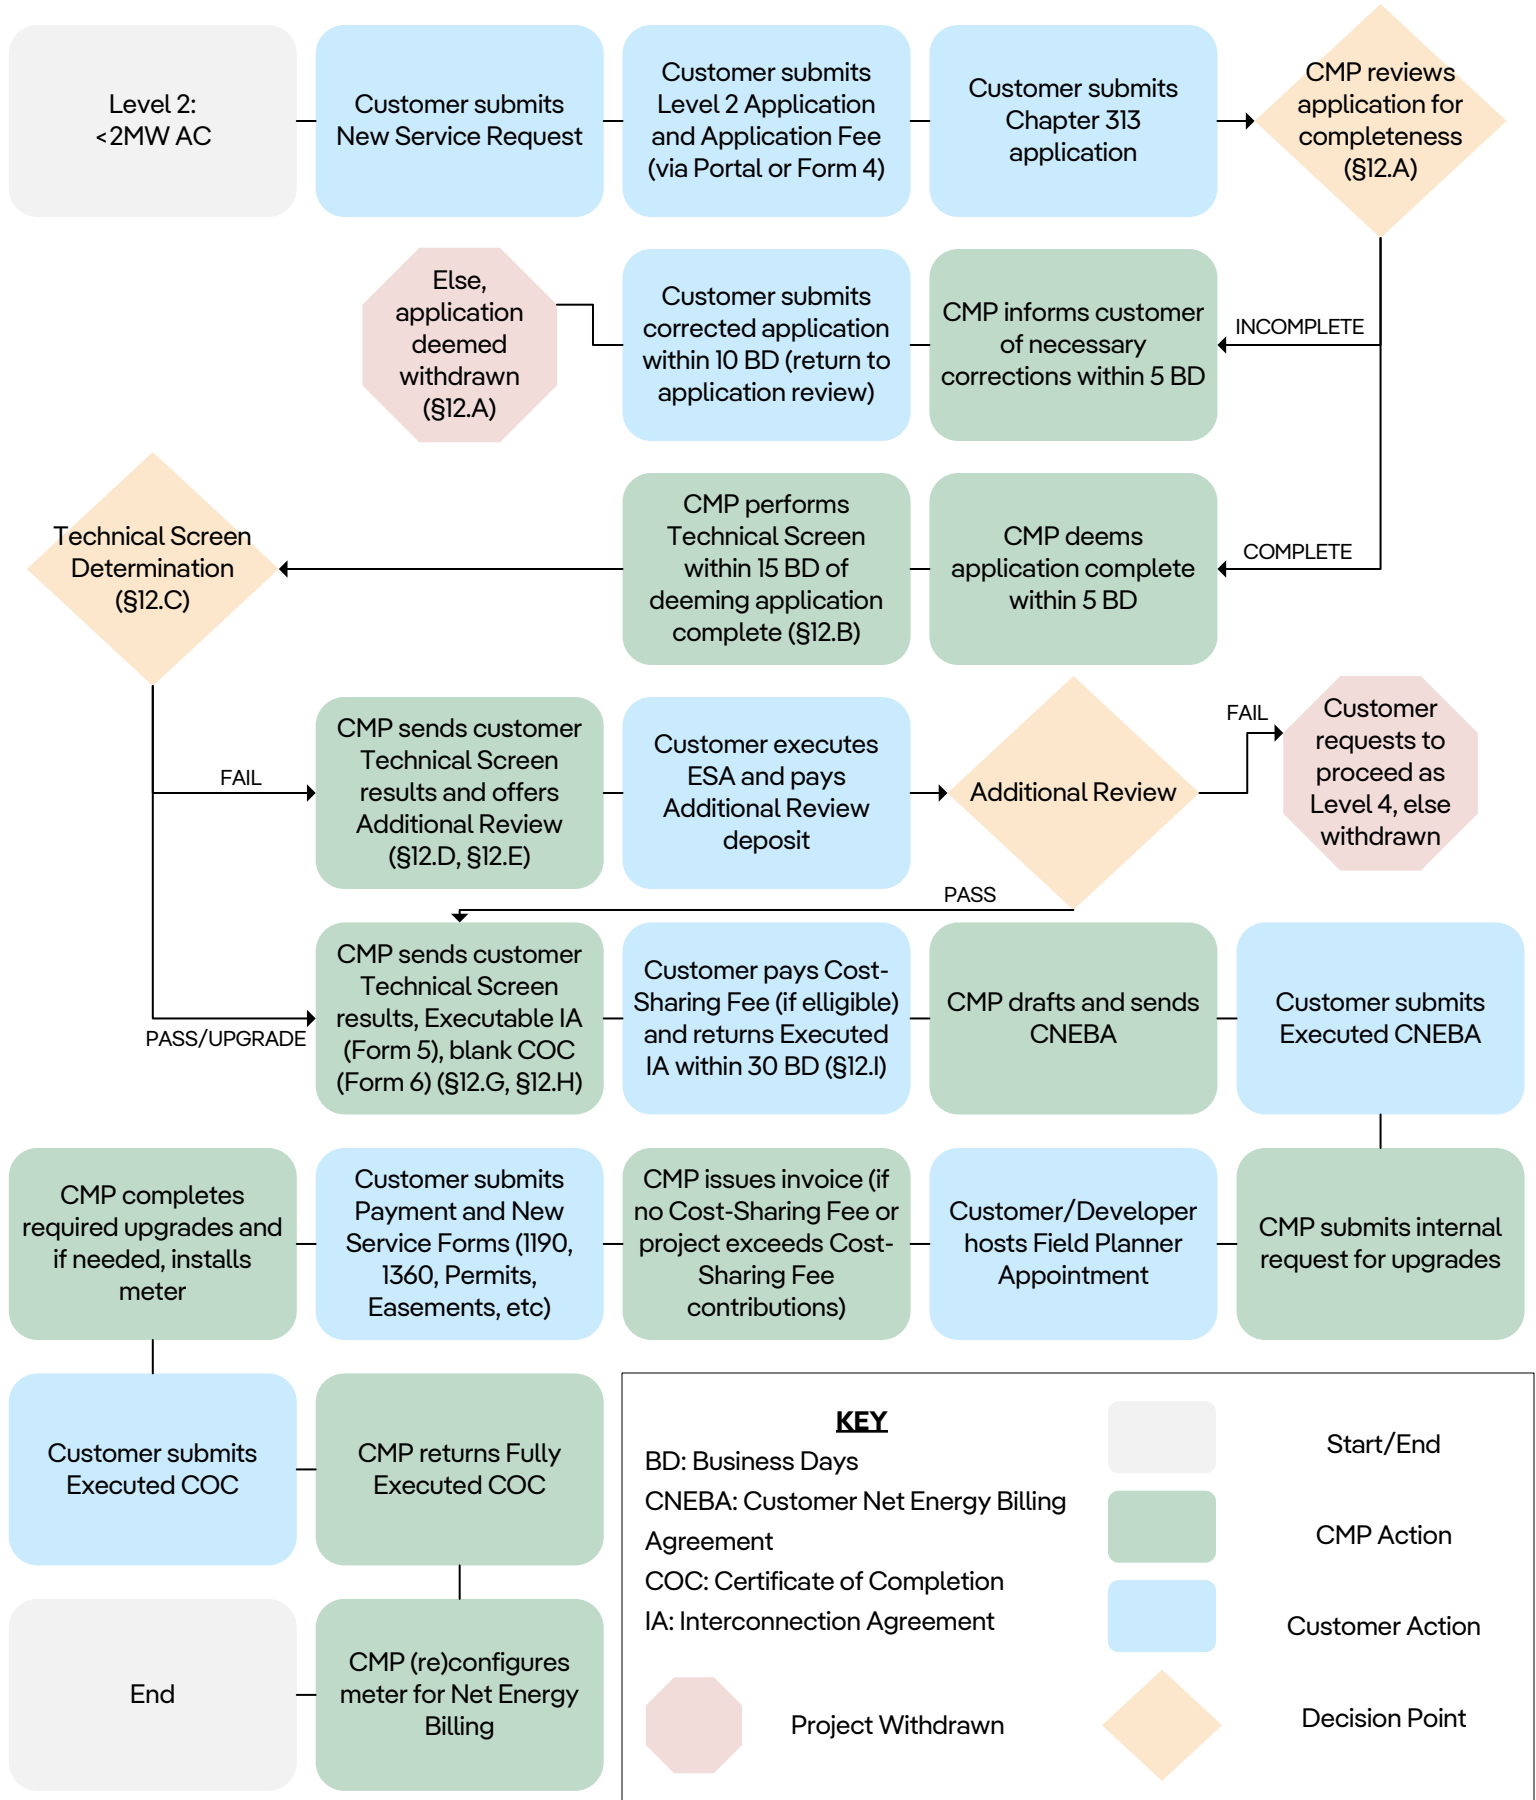 Level 2:
<2MW AC
Customer submits
New Service Request
Customer submits
Level 2 Application
and Application Fee
(via Portal or Form 4)
Customer submits
Chapter 313
application
CMP reviews
application for
completeness
(§12.A)
Else,
application
deemed
withdrawn
(§12.A)
Customer submits
corrected application
within 10 BD (return to
application review)
CMP informs customer
of necessary
corrections within 5 BD
INCOMPLETE
Technical Screen
Determination
(§12.C)
CMP performs
Technical Screen
within 15 BD of
deeming application
complete (§12.B)
CMP deems
application complete
within 5 BD
COMPLETE
FAIL
CMP sends customer
Technical Screen
results and offers
Additional Review
(§12.D, §12.E)
Customer executes
ESA and pays
Additional Review
deposit
Additional Review
FAIL
Customer
requests to
proceed as
Level 4, else
withdrawn
PASS
PASS/UPGRADE
CMP sends customer
Technical Screen
results, Executable IA
(Form 5), blank COC
(Form 6) (§12.G, §12.H)
Customer pays Cost-
Sharing Fee (if elligible)
and returns Executed
IA within 30 BD (§12.I)
CMP drafts and sends
CNEBA
Customer submits
Executed CNEBA
CMP completes
required upgrades and
if needed, installs
meter
Customer submits
Payment and New
Service Forms (1190,
1360, Permits,
Easements, etc)
CMP issues invoice (if
no Cost-Sharing Fee or
project exceeds Cost-
Sharing Fee
contributions)
Customer/Developer
hosts Field Planner
Appointment
CMP submits internal
request for upgrades
Customer submits
Executed COC
CMP returns Fully
Executed COC
End
CMP (re)configures
meter for Net Energy
Billing
KEY
BD: Business Days
CNEBA: Customer Net Energy Billing
Agreement
COC: Certificate of Completion
IA: Interconnection Agreement
Project Withdrawn
Start/End
CMP Action
Customer Action
Decision Point